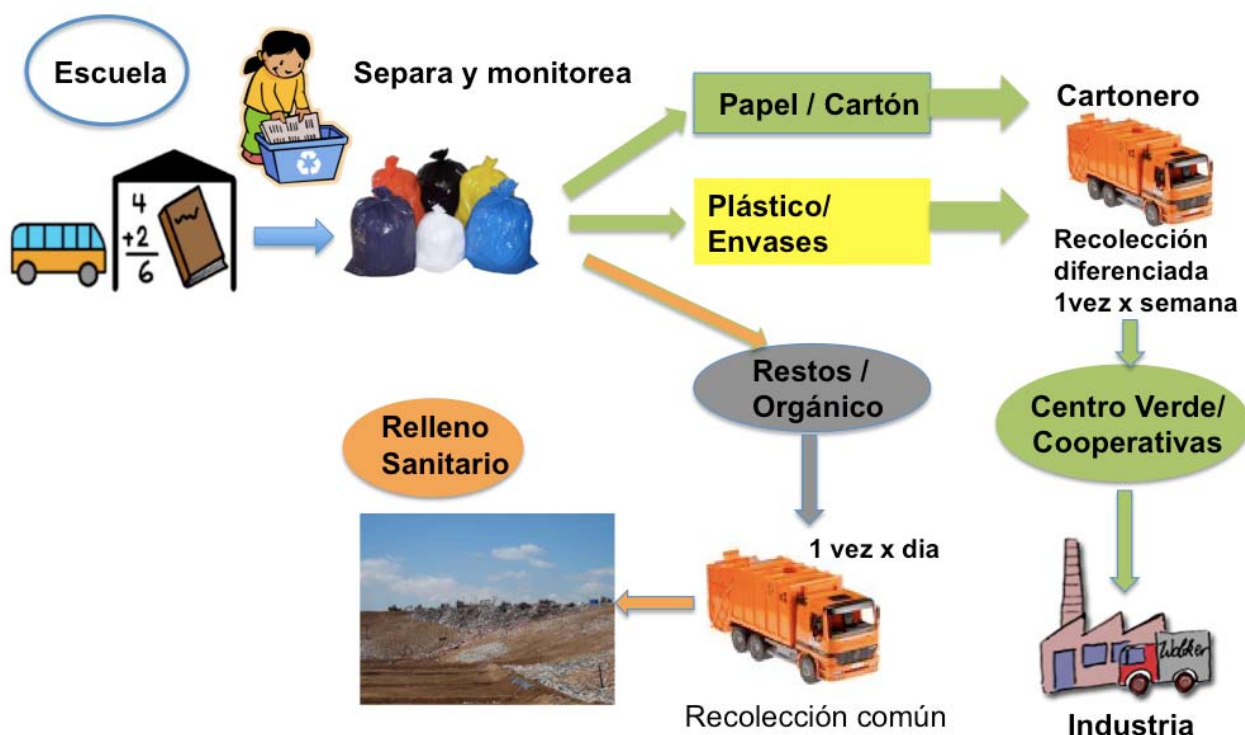 Escuela
Separa y monitorea
4
+2
6
Papel / Cartón
Cartonero
Plástico/
Envases
Recolección
diferenciada
1vez x semana
Restos /
Orgánico
Centro Verde/
Cooperativas
Relleno
Sanitario
1 vez x dia
Recolección común
Walker
Industria